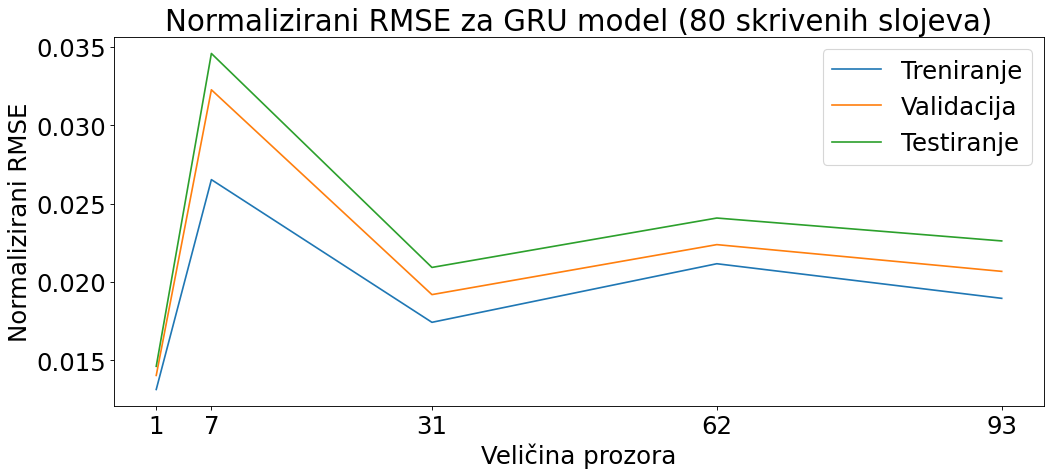 Normalizirani RMSE za GRU model (80 skrivenih slojeva)
Normalizirani RMSE
0.035
0.030
0.025
0.020
0.015
Treniranje
Validacija
Testiranje
1 7 31 62 93
Veličina prozora